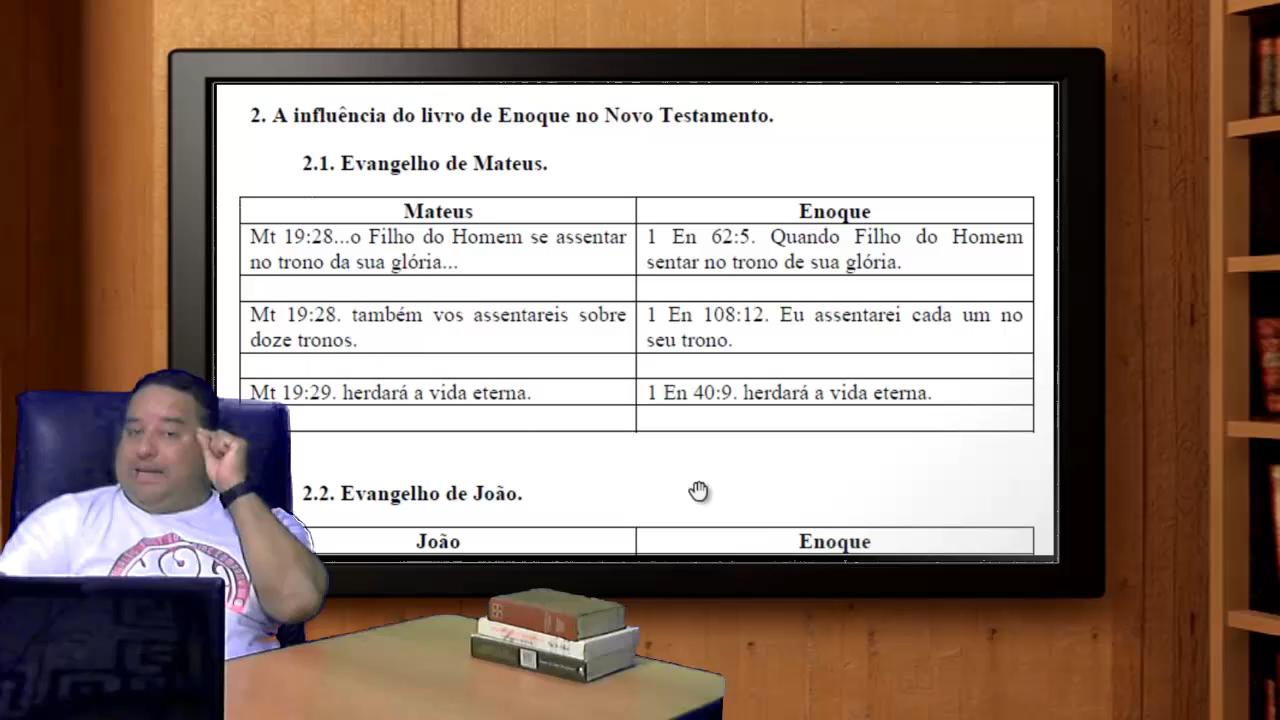 2. A influência do livro de Enoque no Novo Testamento.
2.1. Evangelho de Mateus.
Mateus
Enoque
Mt 19:28...o Filho do Homem se assentar
no trono da sua glória...
1 En 62:5. Quando Filho do Homem
sentar no trono de sua glória.
Mt 19:28. também vos assentareis sobre
doze tronos.
1 En 108:12. Eu assentarei cada um no
seu trono.
Mt 19:29. herdará a vida eterna.
1 En 40:9. herdará a vida eterna.
2.2. Evangelho de João.
João
Enoque